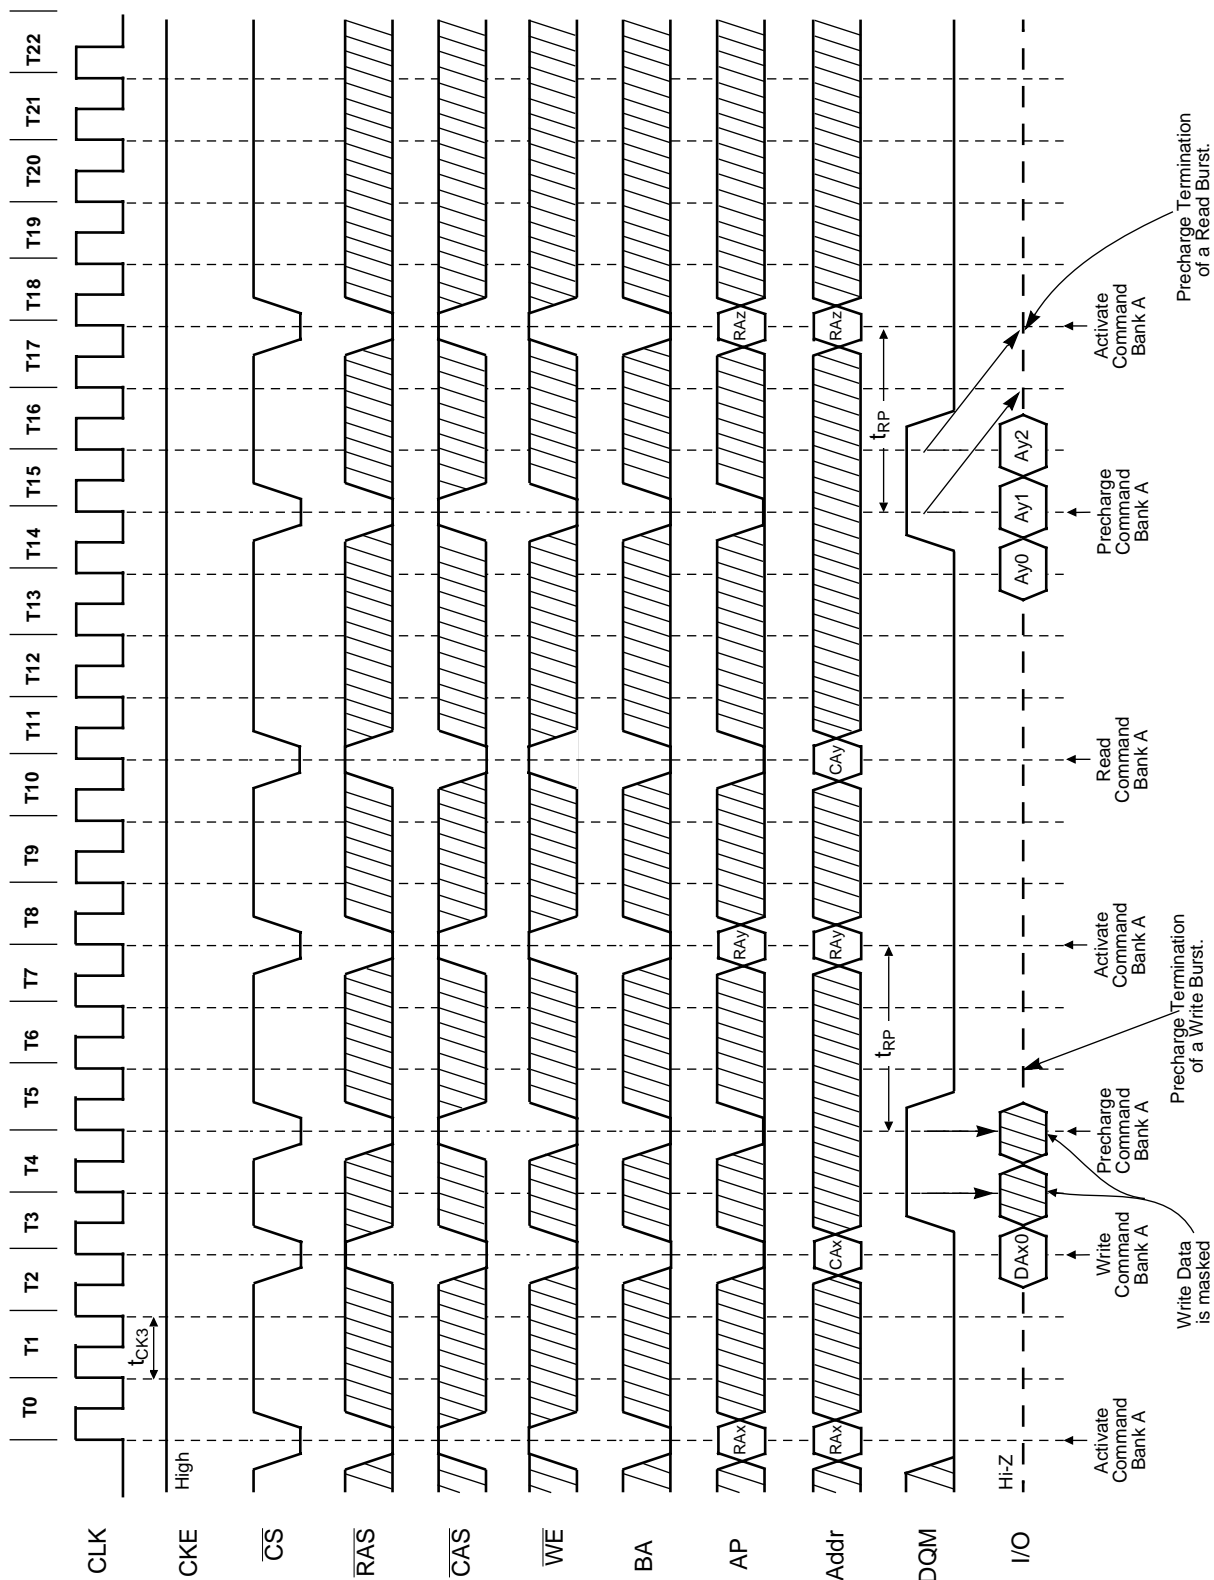 T0 T1 T2 T3 T4 T5 T6 T7 T8 T9 T10 T11 T12 T13 T14 T15 T16 T17 T18 T19 T20 T21 T22
CLK
tCK3
CKE
High
CS
RAS
CAS
WE
BA
AP
RAx
RAy
RAz
Addr
RAx
CAx
RAy
CAy
RAz
tRP
tRP
DQM
I/O
Hi-Z
DAx0
Ay0
Ay1
Ay2
Activate
Command
Bank A
Write
Command
Bank A
Precharge
Command
Bank A
Activate
Command
Bank A
Read
Command
Bank A
Precharge
Command
Bank A
Activate
Command
Bank A
Write Data
is masked
Precharge Termination
of a Write Burst.
Precharge Termination
of a Read Burst.